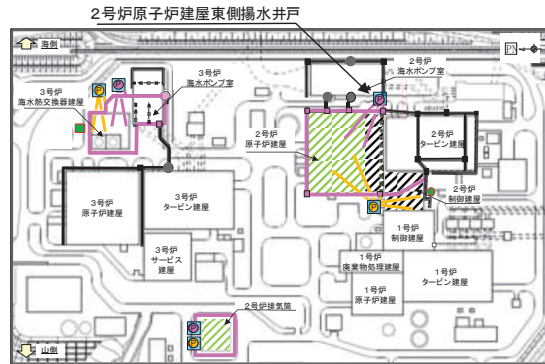 ２号炉原子炉建屋東側揚水井戸
海側
PN
3号炉
海水ポンプ室
3号炉
海水熱交換器建屋
2号炉
海水ポンプ室
2号炉
原子炉建屋
2号炉
タービン建屋
2号炉
制御建屋
3号炉
原子炉建屋
3号炉
タービン建屋
3号炉
サービス
建屋
1号炉
制御建屋
1号炉
廃棄物処理建屋
1号炉
原子炉建屋
1号炉
タービン建屋
2号炉排気筒
山側
P
P
P
P
P
P